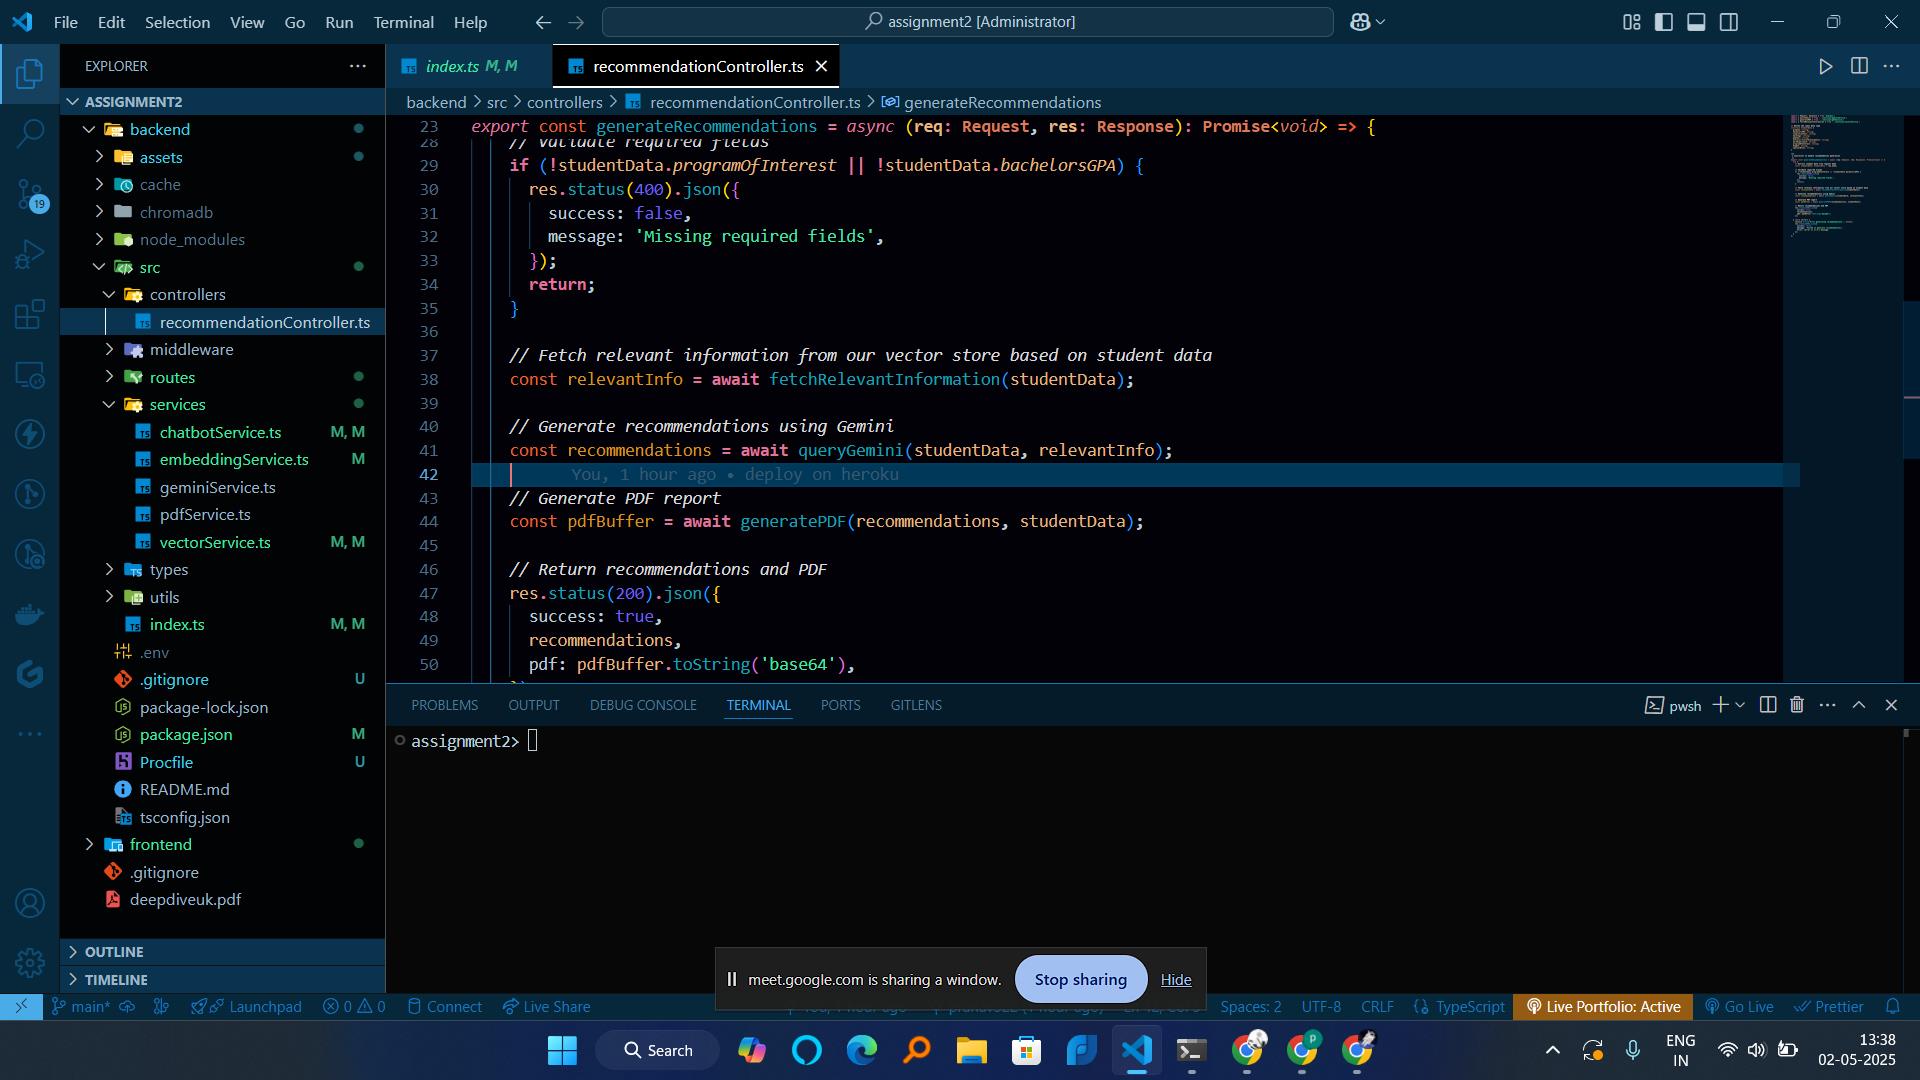 File Edit Selection View Go Run Terminal Help
assignment2 [Administrator]
EXPLORER
ASSIGNMENT2
backend
assets
cache
chromadb
node_modules
src
controllers
recommendationController.ts
middleware
routes
services
chatbotService.ts M, M
embeddingService.ts M
geminiService.ts
pdfService.ts
vectorService.ts M, M
types
utils
index.ts M, M
.env
.gitignore U
package-lock.json
package.json M
Procfile U
README.md
tsconfig.json
frontend
.gitignore
deepdiveuk.pdf
OUTLINE
TIMELINE
19
index.ts M, M
recommendationController.ts
backend > src > controllers > recommendationController.ts > generateRecommendations
23 export const generateRecommendations = async (req: Request, res: Response): Promise<void> => {
28 // Validate required fields
29 if (!studentData.programOfInterest || !studentData.bachelorsGPA) {
30 res.status(400).json({
31 success: false,
32 message: 'Missing required fields',
33 });
34 return;
35 }
36
37 // Fetch relevant information from our vector store based on student data
38 const relevantInfo = await fetchRelevantInformation(studentData);
39
40 // Generate recommendations using Gemini
41 const recommendations = await queryGemini(studentData, relevantInfo);
42 You, 1 hour ago • deploy on heroku
43 // Generate PDF report
44 const pdfBuffer = await generatePDF(recommendations, studentData);
45
46 // Return recommendations and PDF
47 res.status(200).json({
48 success: true,
49 recommendations,
50 pdf: pdfBuffer.toString('base64'),
PROBLEMS OUTPUT DEBUG CONSOLE TERMINAL PORTS GITLENS
pwsh
assignment2>
meet.google.com is sharing a window. Stop sharing Hide
main* Launchpad 0 0 Connect Live Share
Spaces: 2 UTF-8 CRLF {} TypeScript Live Portfolio: Active Go Live Prettier
Search
ENG
IN
13:38
02-05-2025